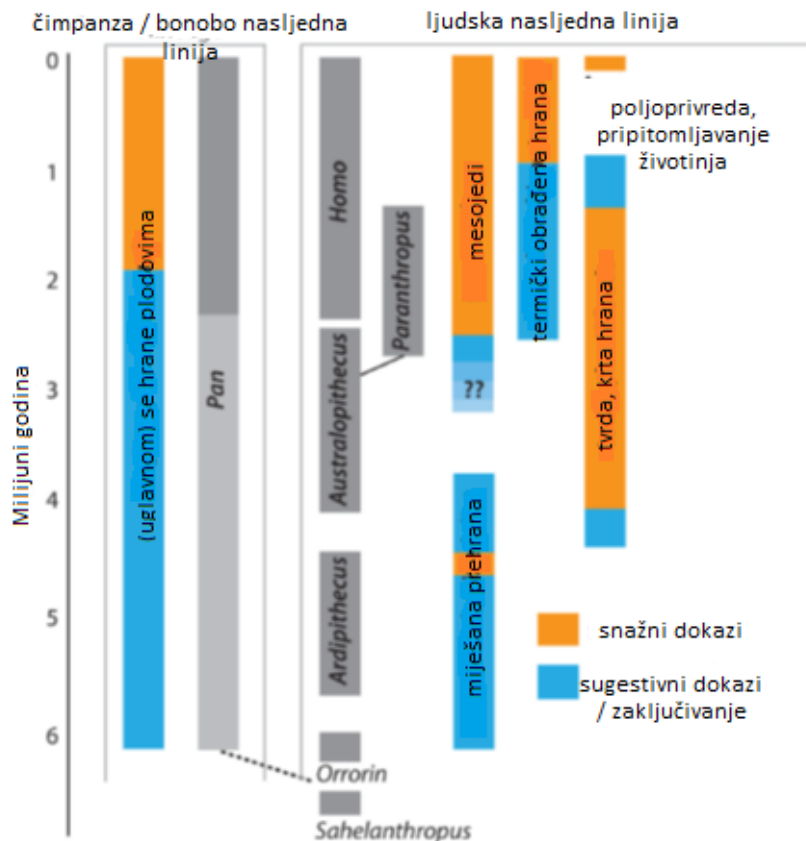 čimpanza / bonobo nasljedna
linija
ljudska nasljedna linija
Milijuni godina
0
1
2
3
4
5
6
(uglavnom) se hrane plodovima
Pan
Homo
Paranthropus
Australopithecus
Ardipithecus
Orrorin
Sahelanthropus
mesojedi
??
miješana prehrana
termički obrađena hrana
poljoprivreda,
pripitomljavanje
životinja
tvrda, krta hrana
snažni dokazi
sugestivni dokazi
/ zaključivanje